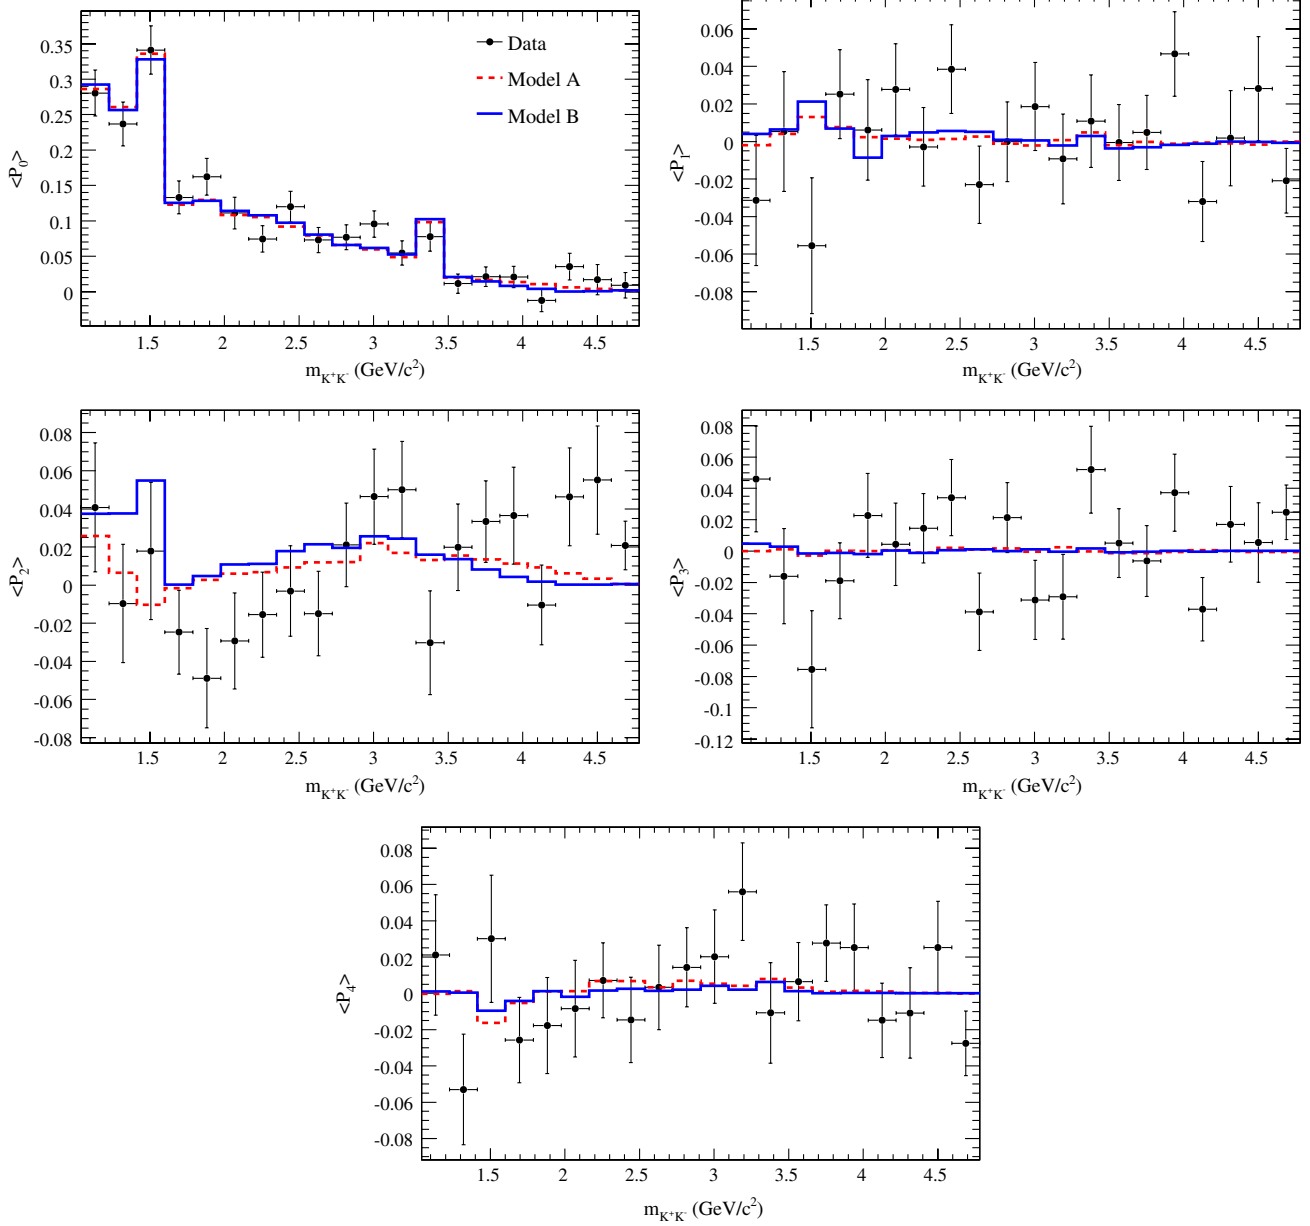 0.35
0.3
0.25
0.2
0.15
0.1
0.05
0
<P0>
Data
Model A
Model B
1.5 2 2.5 3 3.5 4 4.5
mK+K- (GeV/c²)
0.06
0.04
0.02
0
-0.02
-0.04
-0.06
-0.08
<P1>
1.5 2 2.5 3 3.5 4 4.5
mK+K- (GeV/c²)
0.08
0.06
0.04
0.02
0
-0.02
-0.04
-0.06
-0.08
<P2>
1.5 2 2.5 3 3.5 4 4.5
mK+K- (GeV/c²)
0.08
0.06
0.04
0.02
0
-0.02
-0.04
-0.06
-0.08
-0.1
-0.12
<P3>
1.5 2 2.5 3 3.5 4 4.5
mK+K- (GeV/c²)
0.08
0.06
0.04
0.02
0
-0.02
-0.04
-0.06
-0.08
<P4>
1.5 2 2.5 3 3.5 4 4.5
mK+K- (GeV/c²)